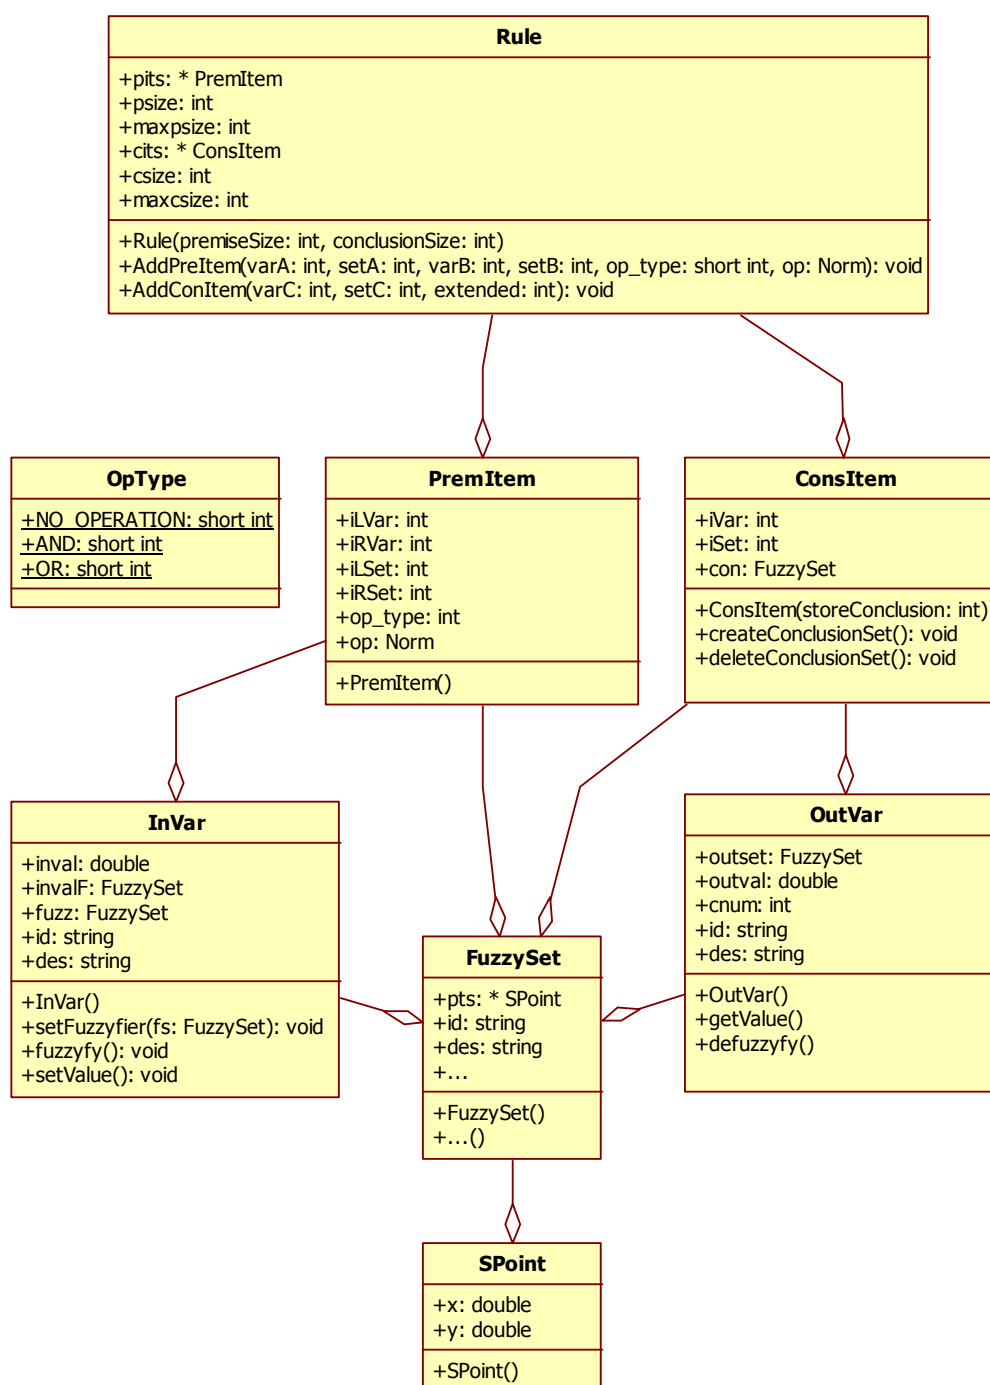 Rule
+pits: * PremItem
+psize: int
+maxpsize: int
+cits: * ConsItem
+csize: int
+maxcsize: int
+Rule(premiseSize: int, conclusionSize: int)
+AddPreItem(varA: int, setA: int, varB: int, setB: int, op_type: short int, op: Norm): void
+AddConItem(varC: int, setC: int, extended: int): void
OpType
+NO_OPERATION: short int
+AND: short int
+OR: short int
PremItem
+iLVar: int
+iRVar: int
+iLSet: int
+iRSet: int
+op_type: int
+op: Norm
+PremItem()
ConsItem
+iVar: int
+iSet: int
+con: FuzzySet
+ConsItem(storeConclusion: int)
+createConclusionSet(): void
+deleteConclusionSet(): void
InVar
+inval: double
+invalF: FuzzySet
+fuzz: FuzzySet
+id: string
+des: string
+InVar()
+setFuzzyfier(fs: FuzzySet): void
+fuzzyfy(): void
+setValue(): void
OutVar
+outset: FuzzySet
+outval: double
+cnum: int
+id: string
+des: string
+OutVar()
+getValue()
+defuzzyfy()
FuzzySet
+pts: * SPoint
+id: string
+des: string
+...
+FuzzySet()
+...()
SPoint
+x: double
+y: double
+SPoint()